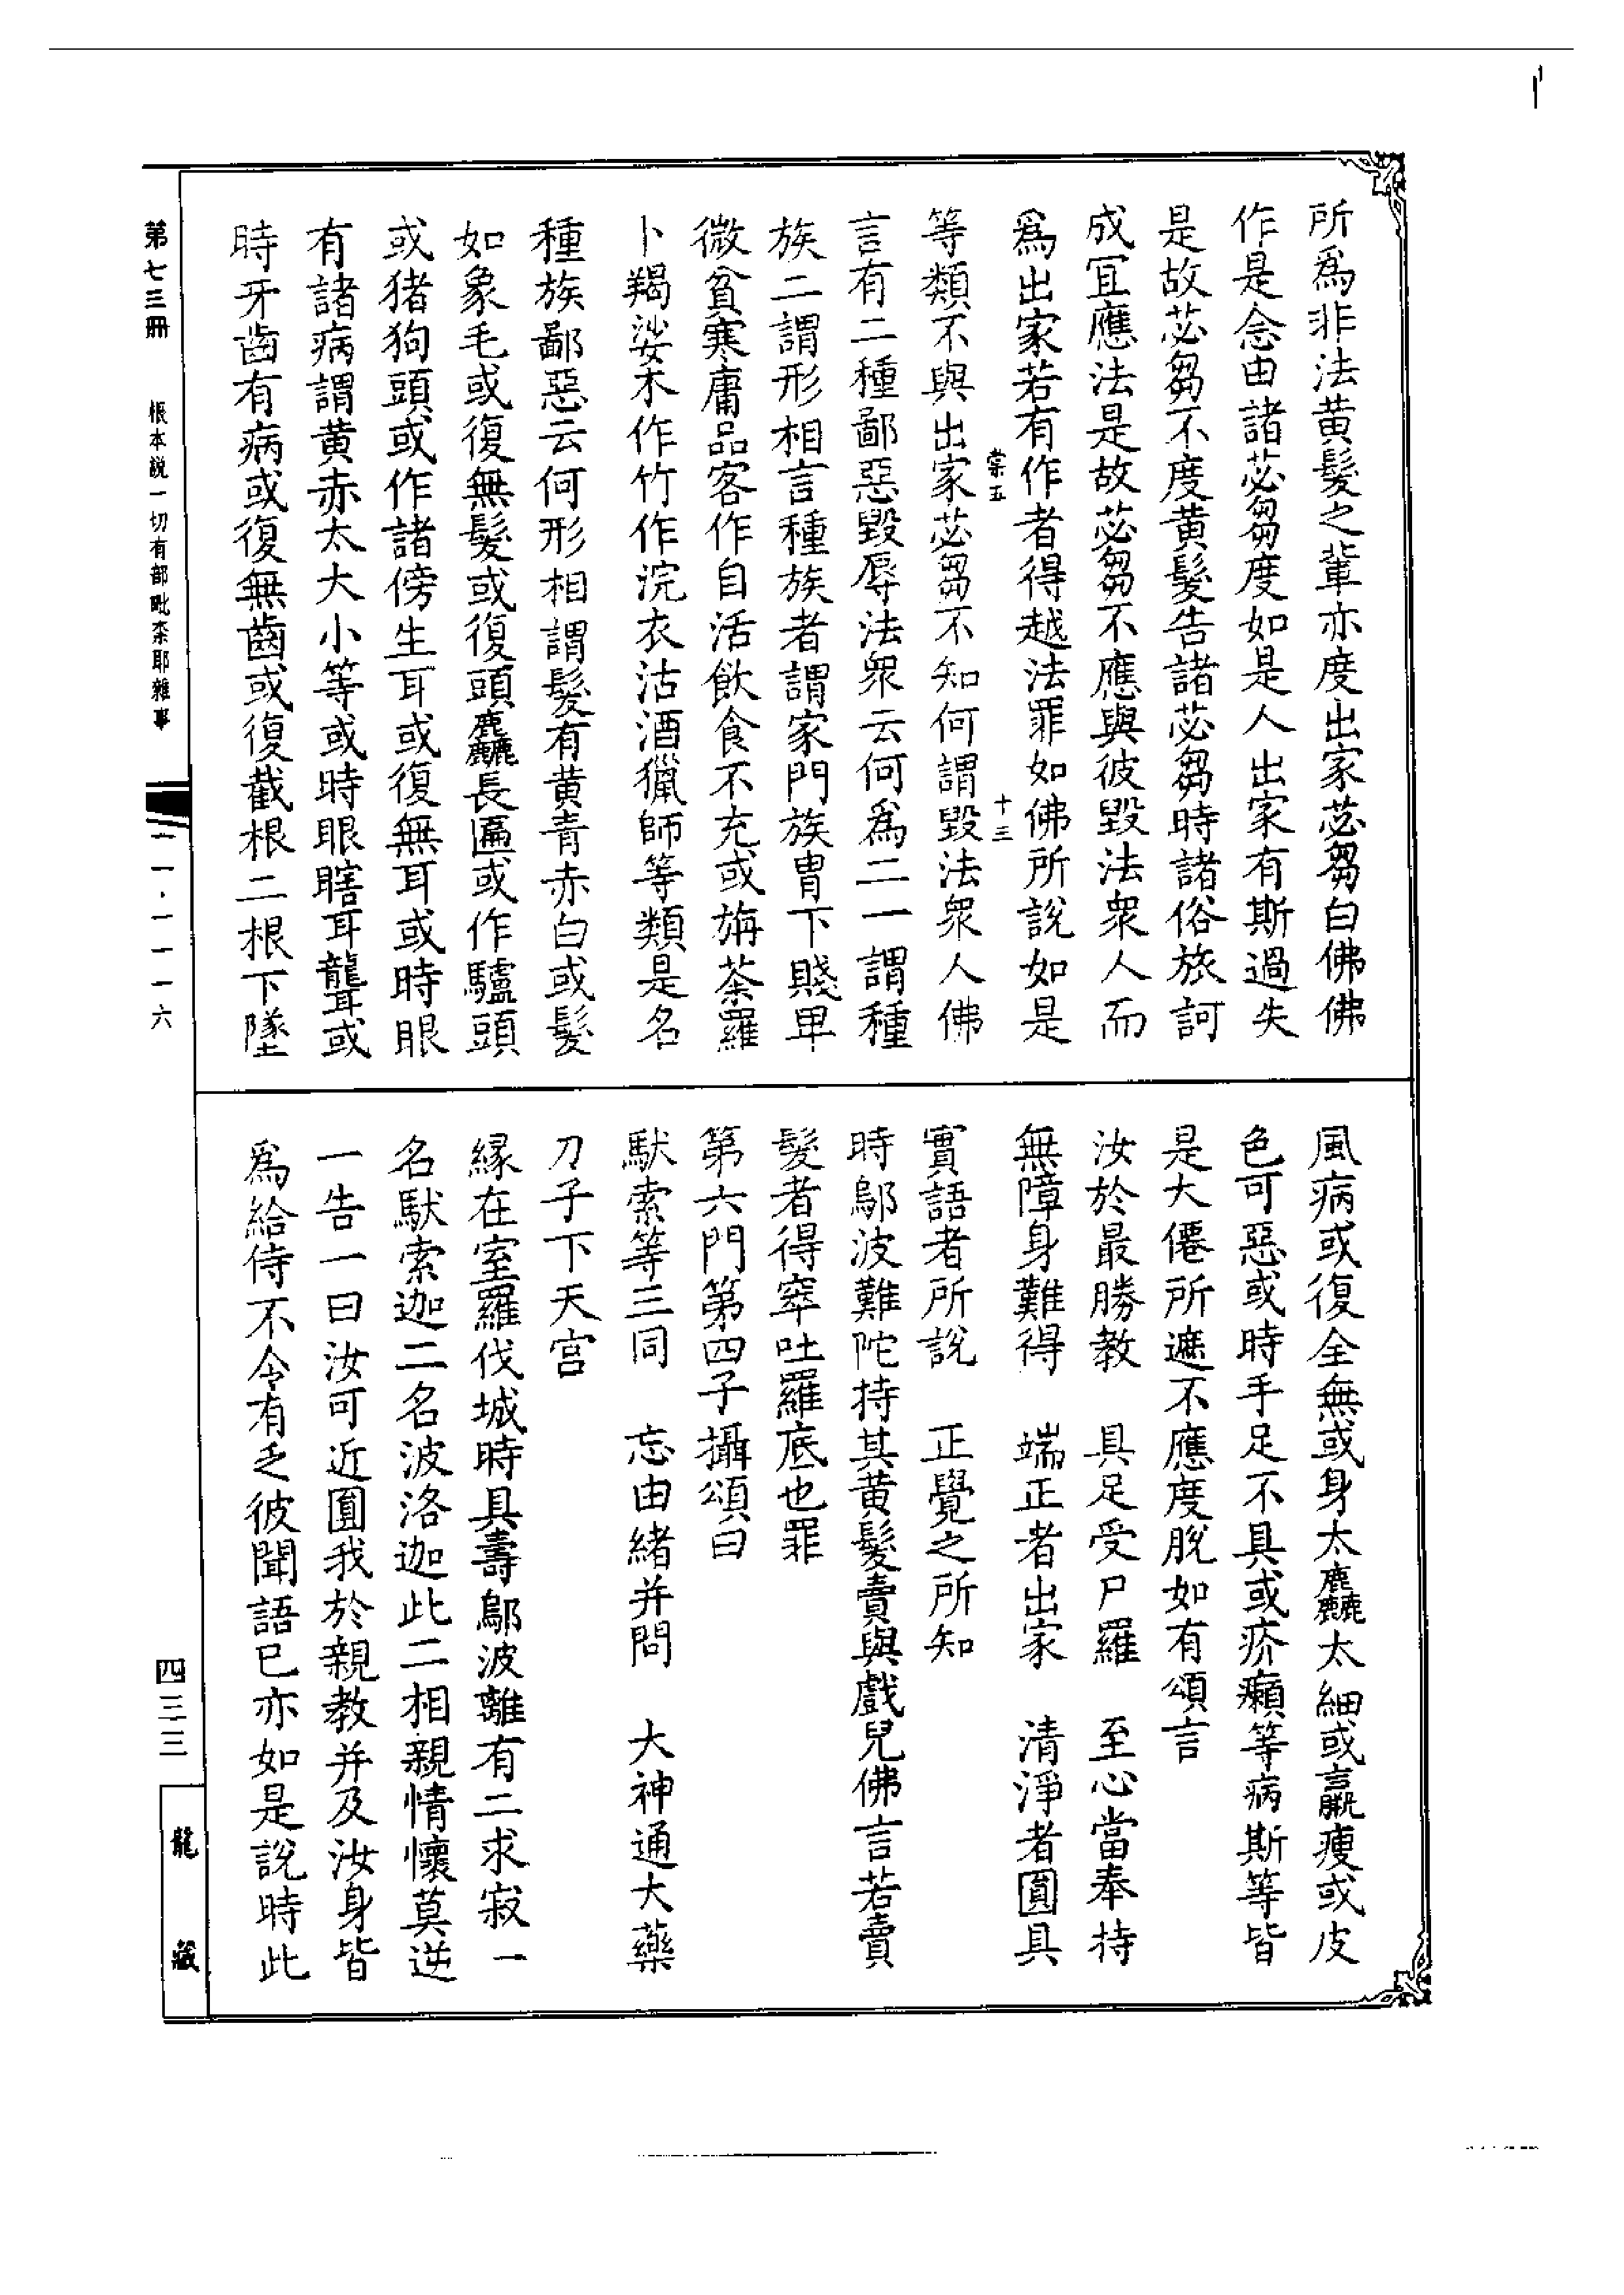 所爲非法黄髮之輩亦度出家苾芻白佛佛
作是念由諸苾芻度如是人出家有斯過失
是故苾芻不度黄髮告諸苾芻時諸俗旅訶
成宜應法是故苾芻不應與彼毀法衆人而
爲出家若有作者得越法罪如佛所說如是
棠五
十三
等類不與出家苾芻不知何謂毀法衆人佛
言有二種鄙惡毀辱法衆云何爲二一謂種
族二謂形相言種族者謂家門族胄下賤卑
微貧寒庸品客作自活飲食不充或旃茶羅
卜羯娑木作竹作浣衣沽酒獵師等類是名
種族鄙惡云何形相謂髮有黄青赤白或髮
如象毛或復無髮或復頭麤長匾或作驢頭
或猪狗頭或作諸傍生耳或復無耳或時眼
有諸病謂黄赤太大小等或時眼瞎耳聾或
時牙齒有病或復無齒或復截根二根下墜
風病或復全無或身太麤太細或羸瘦或皮
色可惡或時手足不具或疥癩等病斯等皆
是大僊所遮不應度脫如有頌言
汝於最勝教　具足受尸羅　至心當奉持
無障身難得　端正者出家　清淨者圓具
實語者所說　正覺之所知
時鄔波難陀持其黄髮賣與戲兒佛言若賣
髮者得窣吐羅底也罪
第六門第四子攝頌曰
馱索等三同　忘由緒并問　大神通大藥
刀子下天宮
緣在室羅伐城時具壽鄔波離有二求寂一
名馱索迦二名波洛迦此二相親情懷莫逆
一告一曰汝可近圓我於親教并及汝身皆
爲給侍不令有乏彼聞語已亦如是說時此
第七三冊　根本說一切有部毗柰耶雜事　一一·一一一六
四三三
龍藏